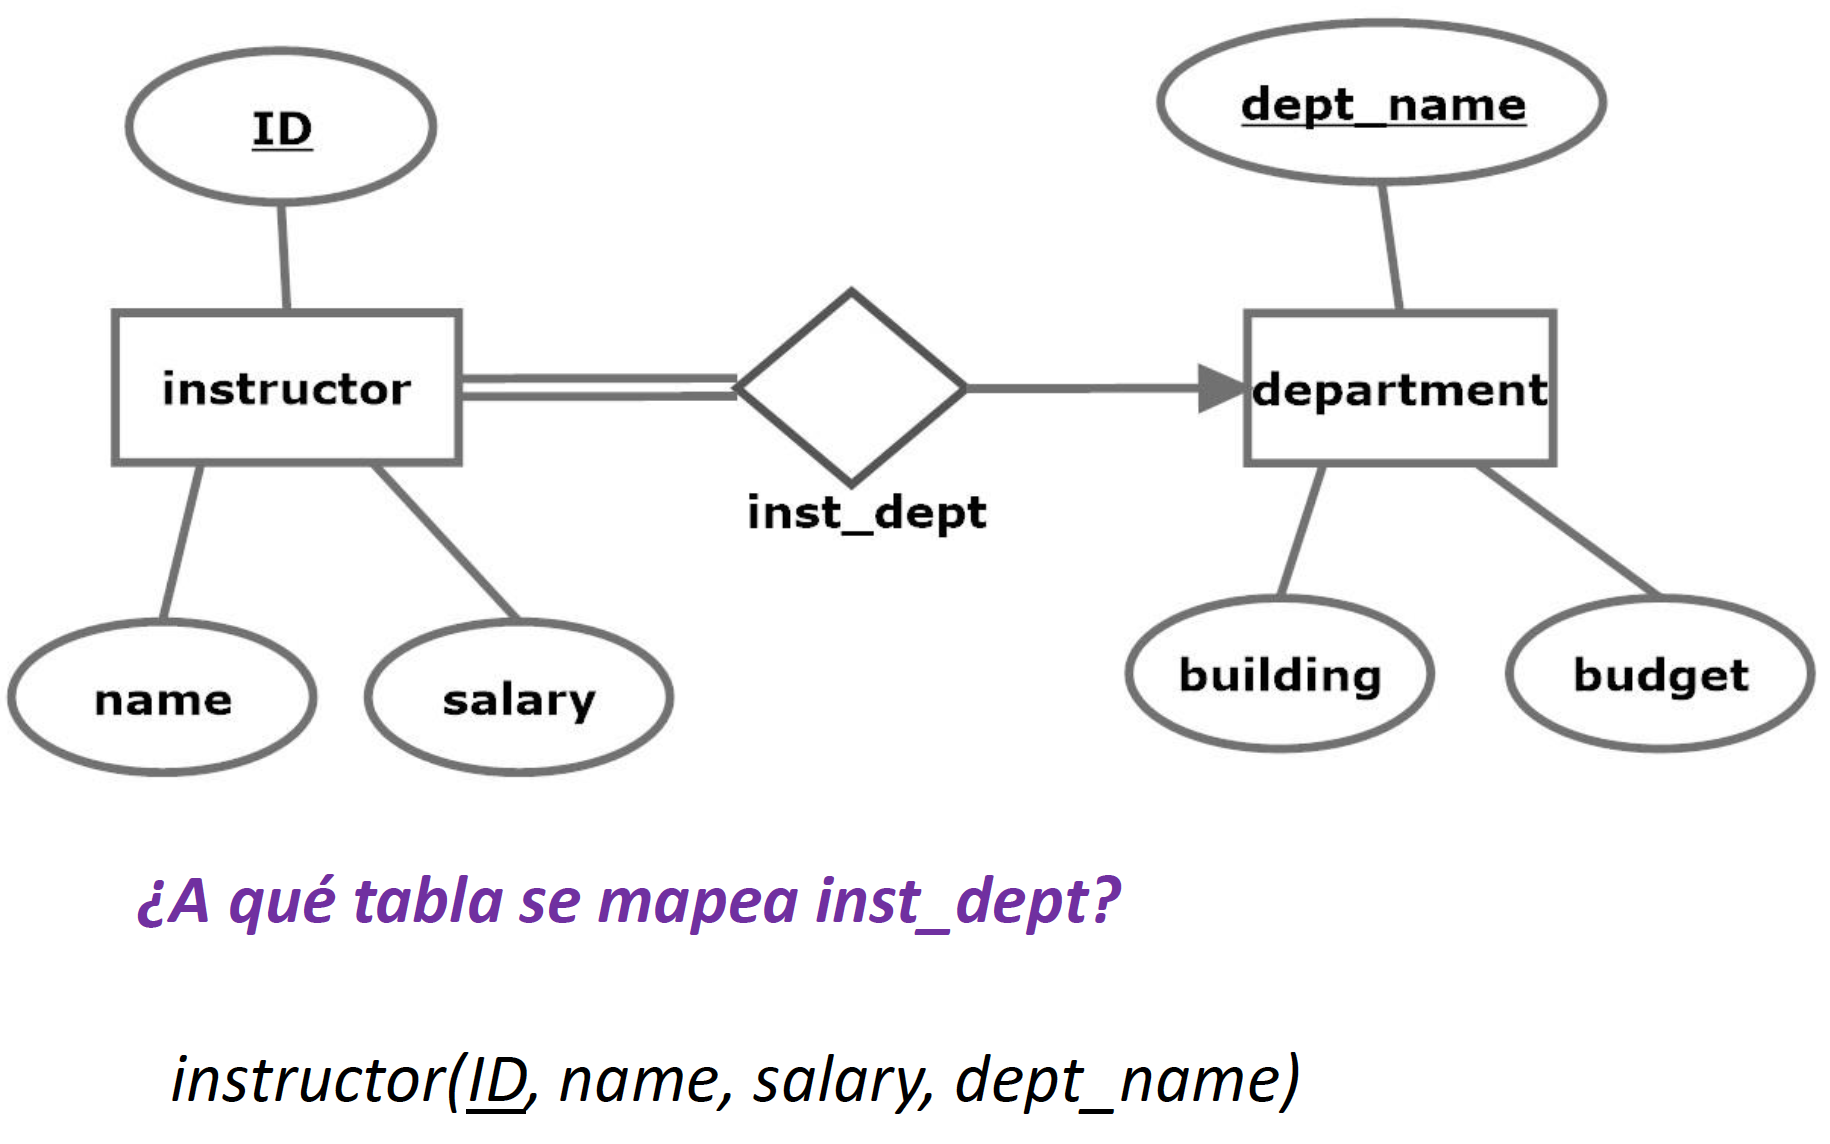 ID
dept_name
instructor
department
inst_dept
name
salary
building
budget
¿A qué tabla se mapea inst_dept?
instructor(ID, name, salary, dept_name)